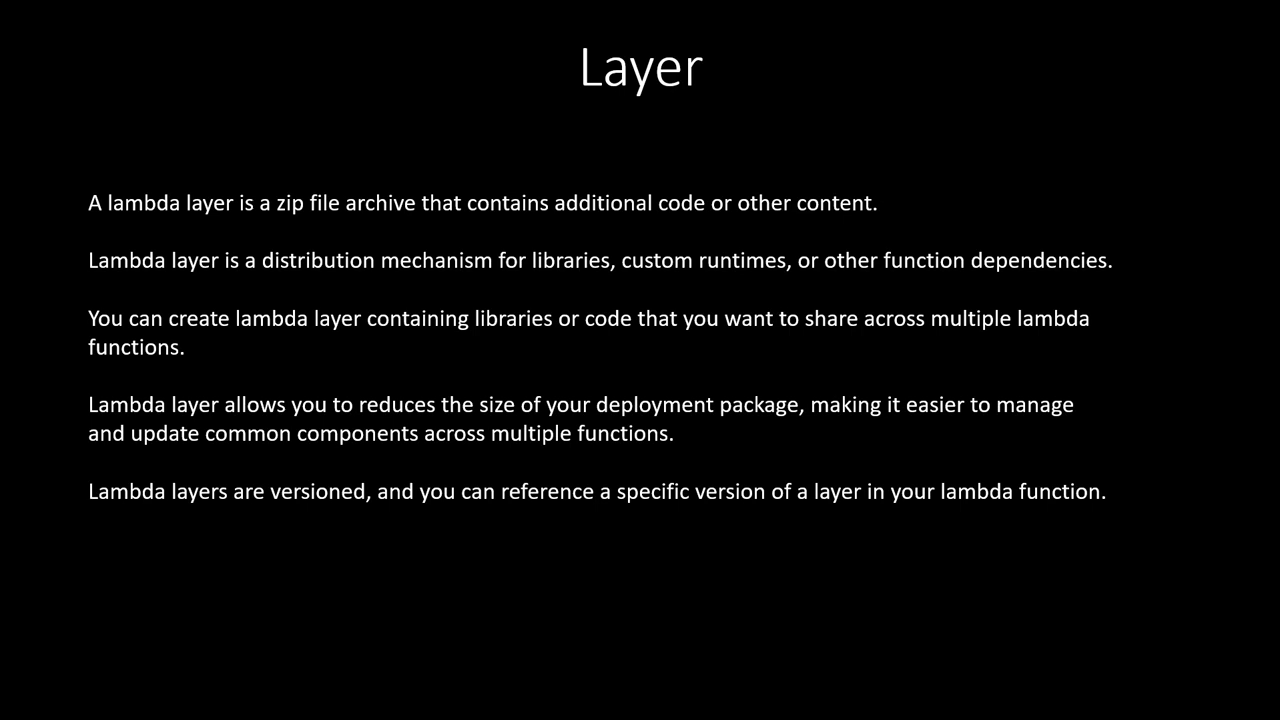 Layer
A lambda layer is a zip file archive that contains additional code or other content.
Lambda layer is a distribution mechanism for libraries, custom runtimes, or other function dependencies.
You can create lambda layer containing libraries or code that you want to share across multiple lambda
functions.
Lambda layer allows you to reduces the size of your deployment package, making it easier to manage
and update common components across multiple functions.
Lambda layers are versioned, and you can reference a specific version of a layer in your lambda function.